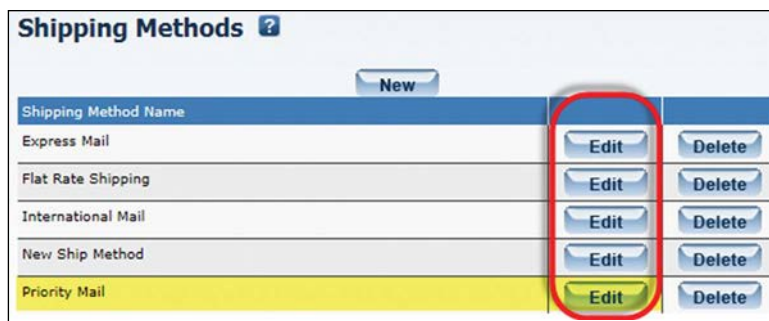 Shipping Methods ?
New
Shipping Method Name
Express Mail Edit Delete
Flat Rate Shipping Edit Delete
International Mail Edit Delete
New Ship Method Edit Delete
Priority Mail Edit Delete